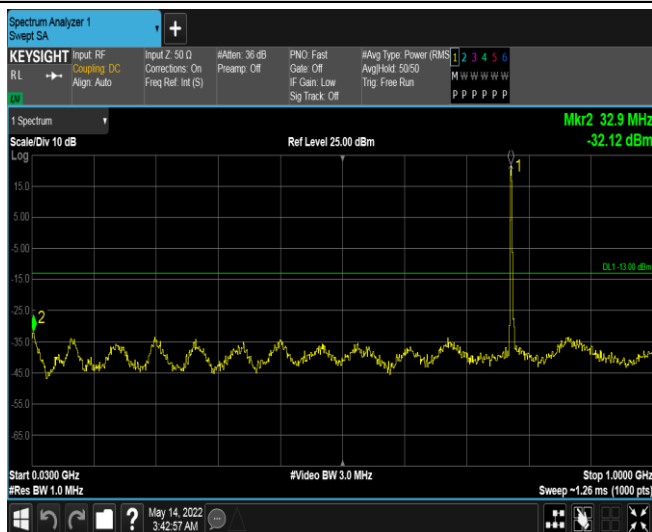 Spectrum Analyzer 1
Swept SA
KEYSIGHT
RL
Input: RF
Coupling: DC
Align: Auto
Input Z: 50 Ω
Corrections: On
Freq Ref: Int (S)
#Atten: 36 dB
Preamp: Off
PNO: Fast
Gate: Off
IF Gain: Low
Sig Track: Off
#Avg Type: Power (RMS
Avg|Hold: 50/50
Trig: Free Run
1 2 3 4 5 6
M W W W W W
P P P P P P
1 Spectrum
Mkr2 32.9 MHz
-32.12 dBm
Scale/Div 10 dB
Ref Level 25.00 dBm
Log
1
15.0
5.00
-5.00
DL1 -13.00 dBm
-15.0
-25.0
2
-35.0
-45.0
-55.0
-65.0
Start 0.0300 GHz
#Video BW 3.0 MHz
Stop 1.0000 GHz
#Res BW 1.0 MHz
Sweep ~1.26 ms (1000 pts)
?
May 14, 2022
3:42:57 AM